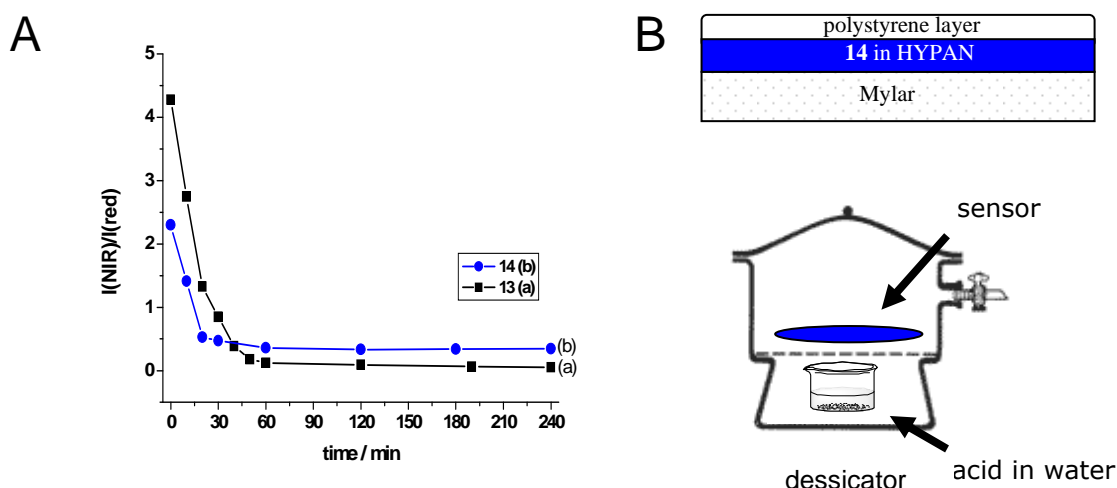 A
5
4
3
2
1
0
I(NIR)/I(red)
0 30 60 90 120 150 180 210 240
time / min
14 (b)
13 (a)
(b)
(a)
B
polystyrene layer
14 in HYPAN
Mylar
sensor
acid in water
dessicator